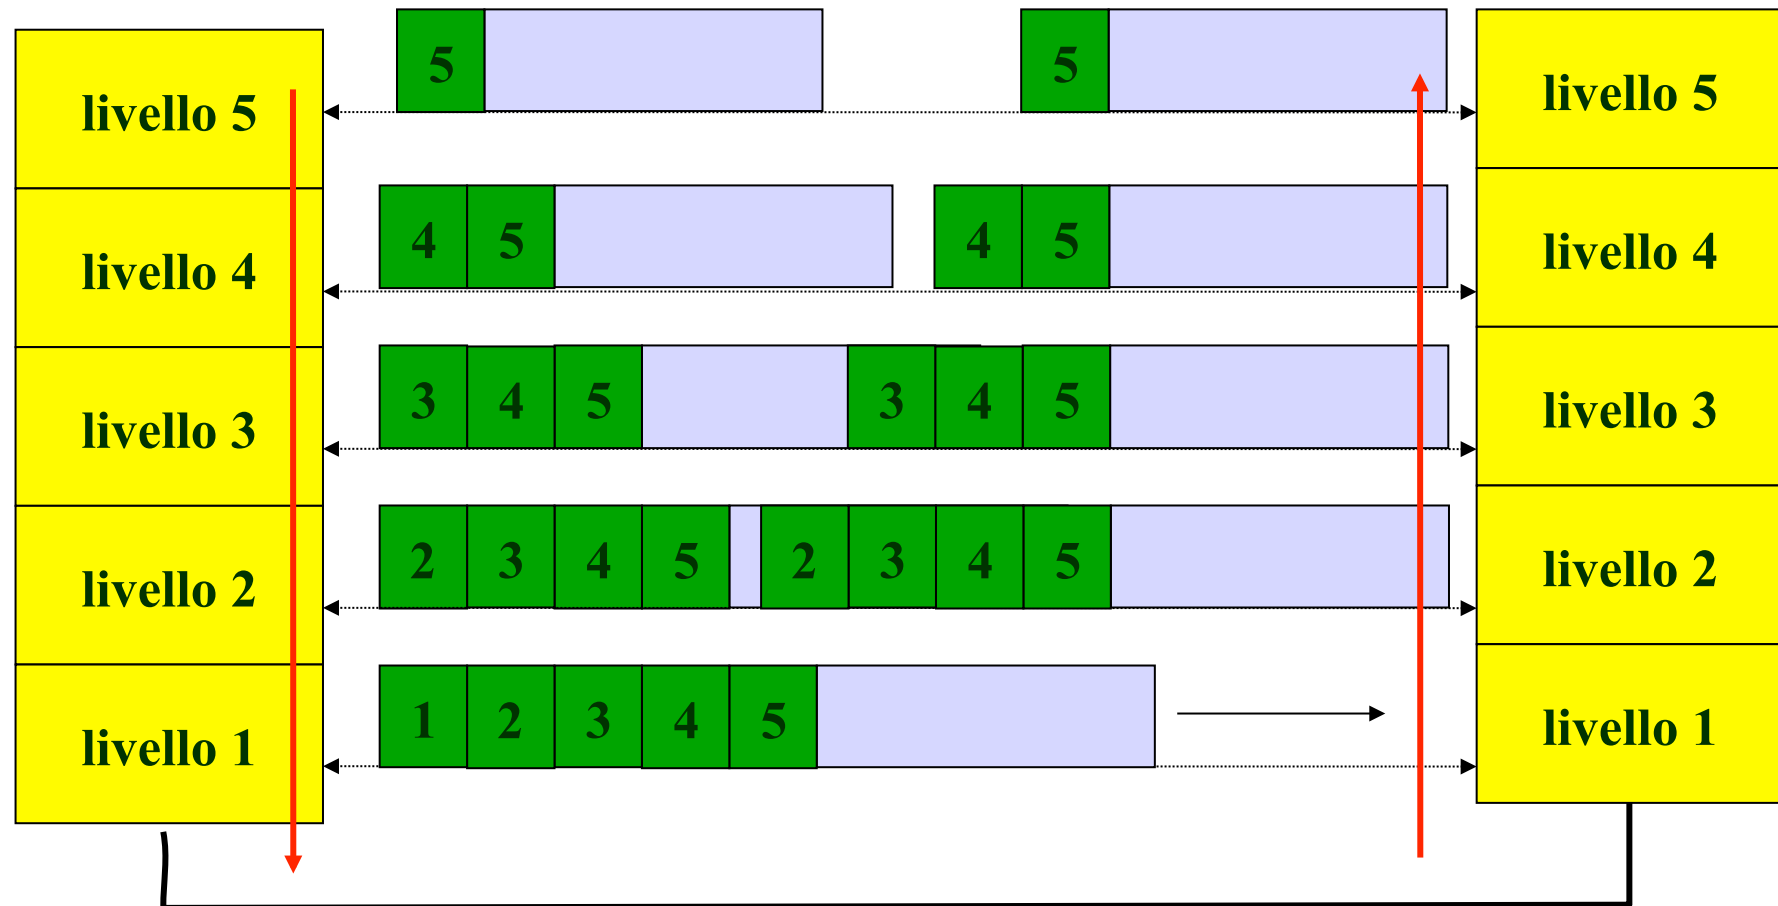 livello 5 5 5 livello 5
livello 4 4 5 4 5 livello 4
livello 3 3 4 5 3 4 5 livello 3
livello 2 2 3 4 5 2 3 4 5 livello 2
livello 1 1 2 3 4 5 livello 1